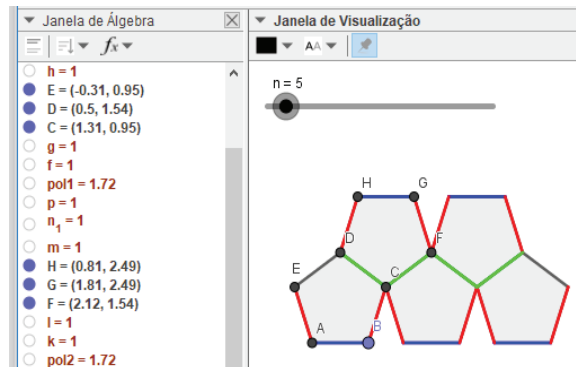 Janela de Álgebra
h = 1
E = (-0.31, 0.95)
D = (0.5, 1.54)
C = (1.31, 0.95)
g = 1
f = 1
pol1 = 1.72
p = 1
n₁ = 1
m = 1
H = (0.81, 2.49)
G = (1.81, 2.49)
F = (2.12, 1.54)
l = 1
k = 1
pol2 = 1.72
Janela de Visualização
AA
n = 5
H G
D F
E C
A B